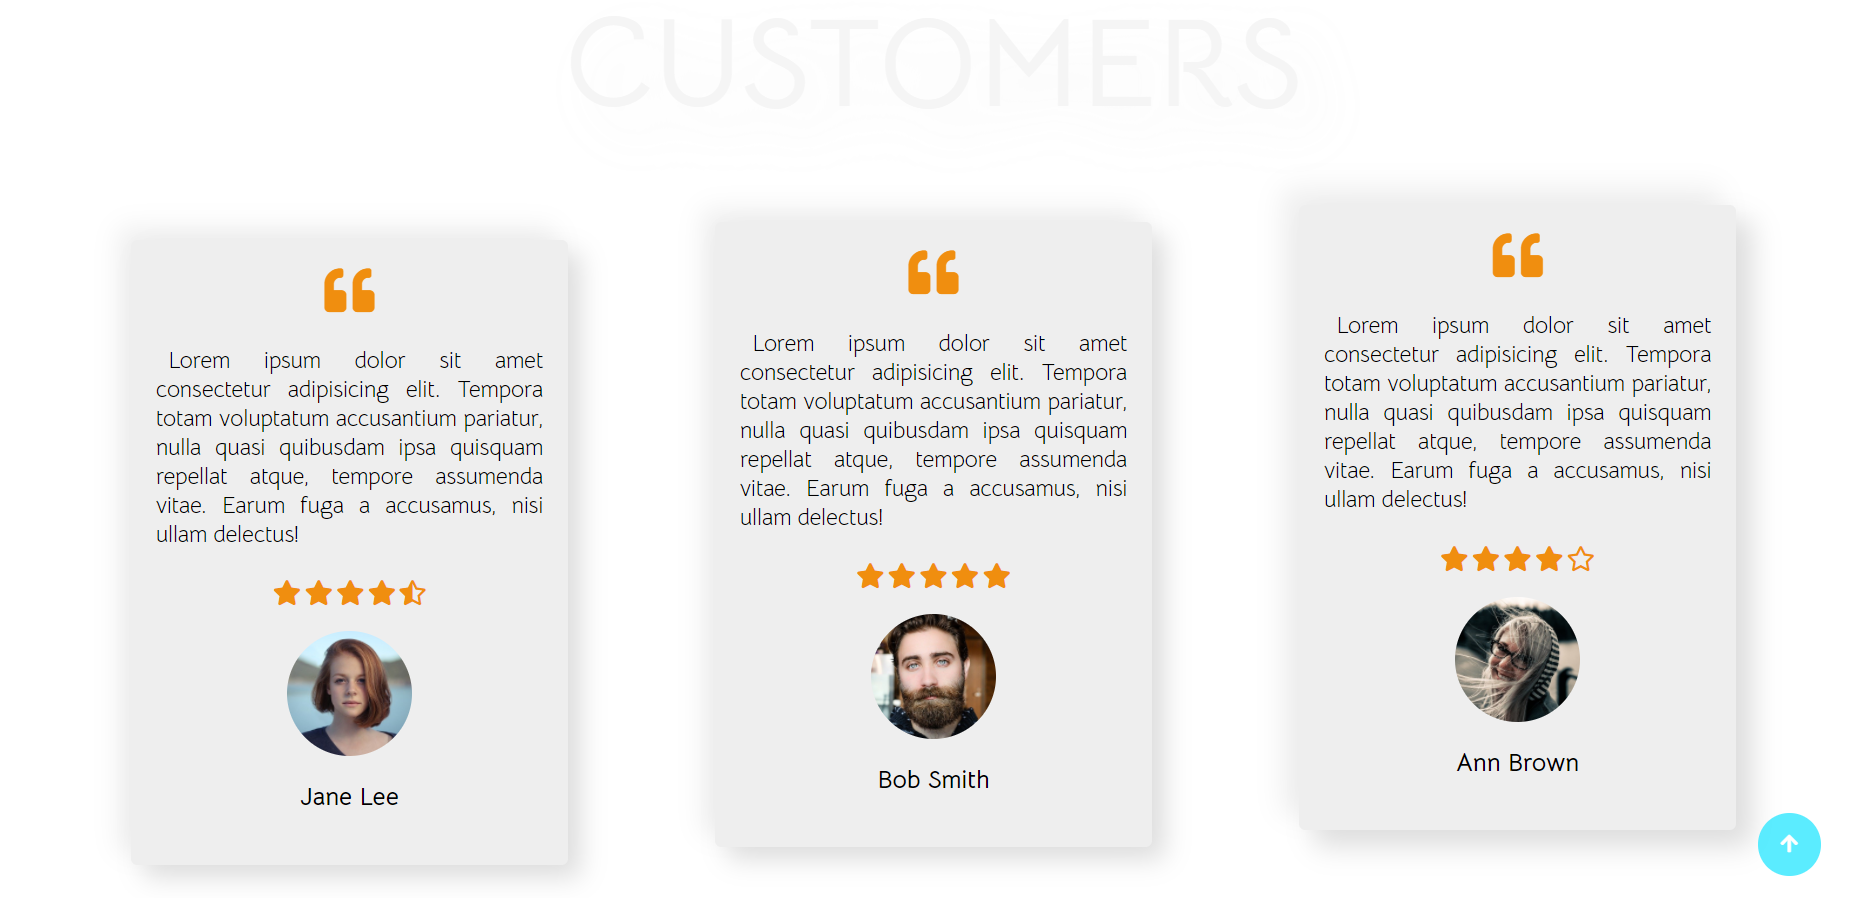 CUSTOMERS
Lorem ipsum dolor sit amet
consectetur adipisicing elit. Tempora
totam voluptatum accusantium pariatur,
nulla quasi quibusdam ipsa quisquam
repellat atque, tempore assumenda
vitae. Earum fuga a accusamus, nisi
ullam delectus!
Jane Lee
Lorem ipsum dolor sit amet
consectetur adipisicing elit. Tempora
totam voluptatum accusantium pariatur,
nulla quasi quibusdam ipsa quisquam
repellat atque, tempore assumenda
vitae. Earum fuga a accusamus, nisi
ullam delectus!
Bob Smith
Lorem ipsum dolor sit amet
consectetur adipisicing elit. Tempora
totam voluptatum accusantium pariatur,
nulla quasi quibusdam ipsa quisquam
repellat atque, tempore assumenda
vitae. Earum fuga a accusamus, nisi
ullam delectus!
Ann Brown